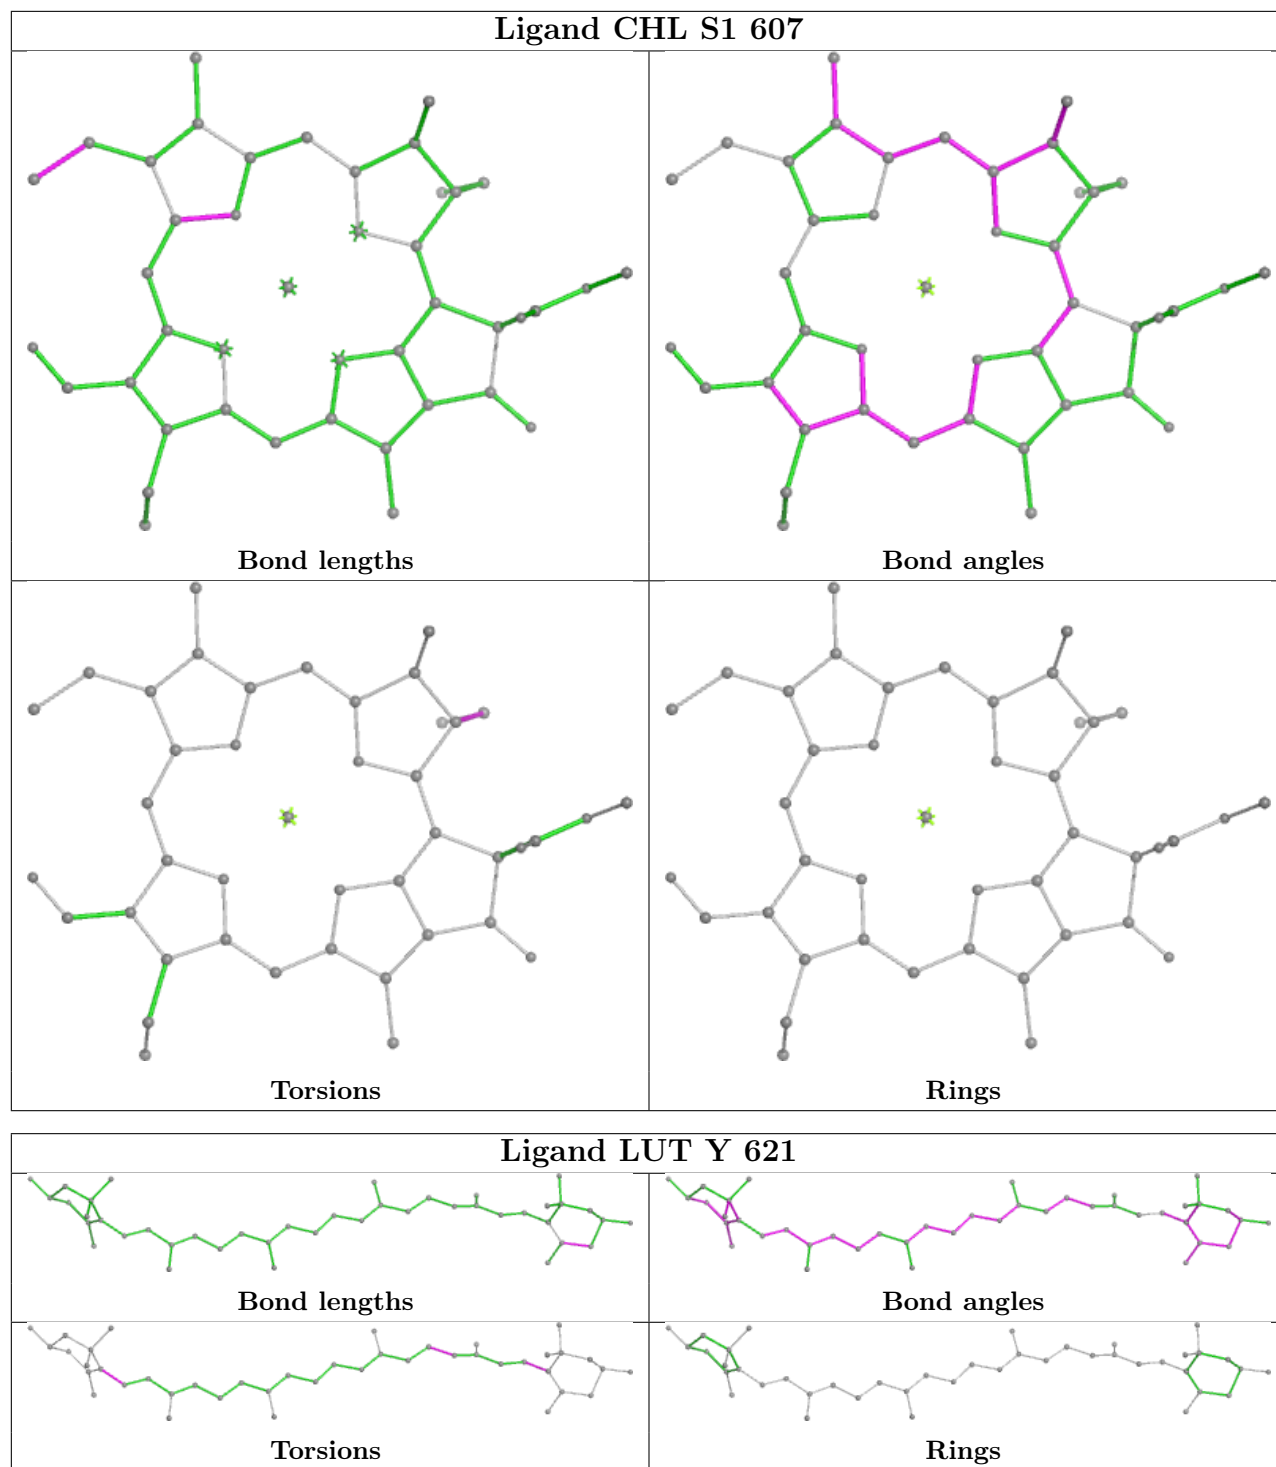 Ligand CHL S1 607
Bond lengths
Bond angles
Torsions
Rings
Ligand LUT Y 621
Bond lengths
Bond angles
Torsions
Rings